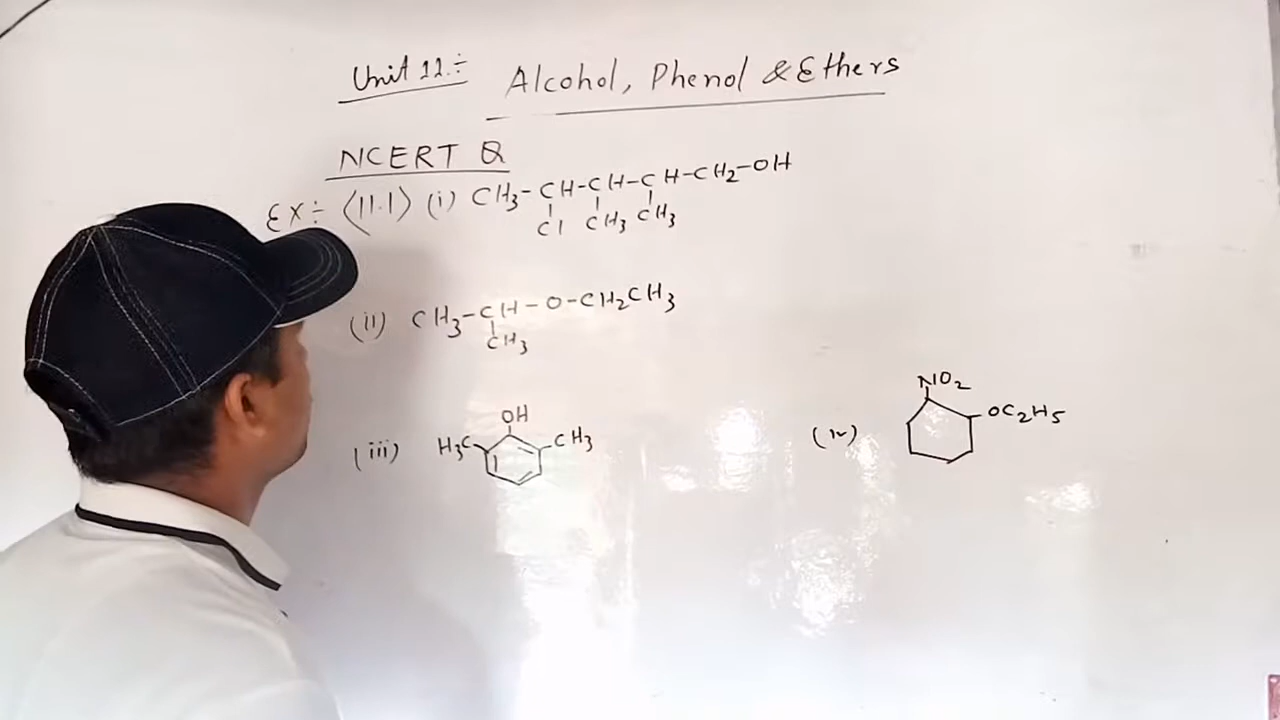 Unit 11.÷ Alcohol, Phenol & Ethers
NCERT Q
EX÷ <11.1> (i) CH3-CH-CH-CH-CH2-OH
Cl CH3 CH3
(ii) CH3-CH-O-CH2CH3
CH3
(iii) H3C OH CH3
(iv) NO2 OC2H5